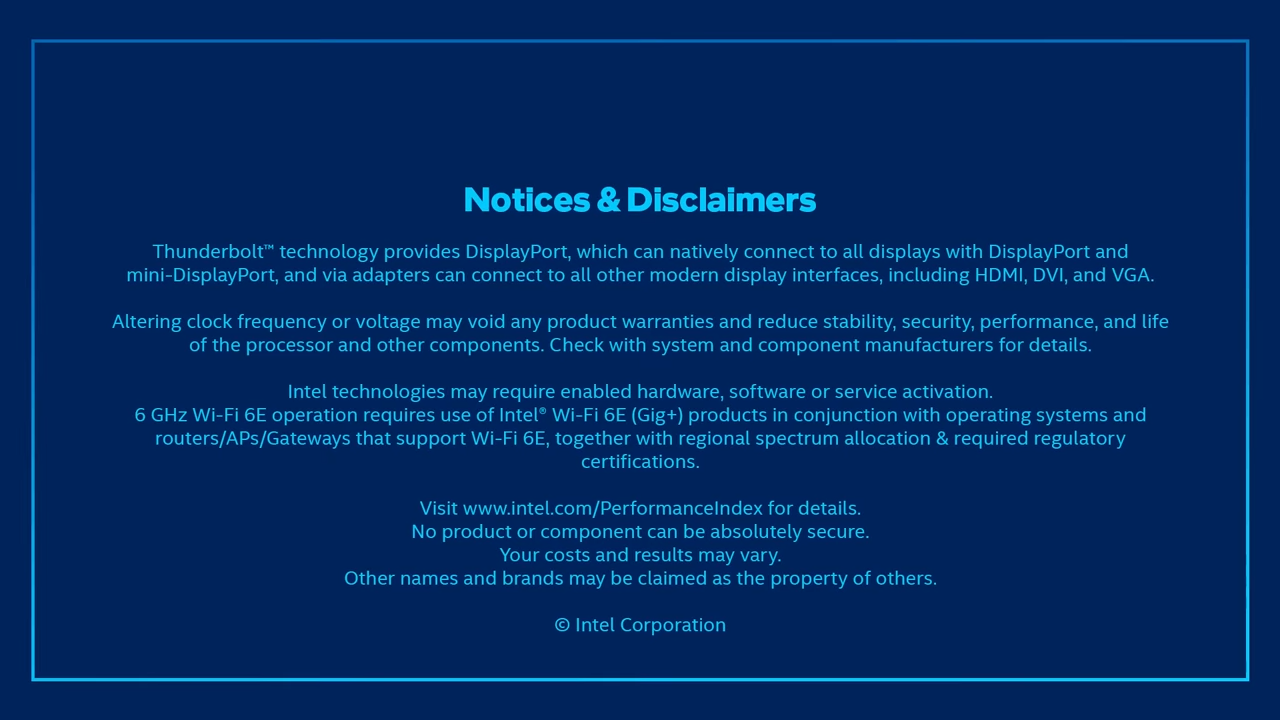 Notices & Disclaimers
Thunderbolt™ technology provides DisplayPort, which can natively connect to all displays with DisplayPort and
mini-DisplayPort, and via adapters can connect to all other modern display interfaces, including HDMI, DVI, and VGA.
Altering clock frequency or voltage may void any product warranties and reduce stability, security, performance, and life
of the processor and other components. Check with system and component manufacturers for details.
Intel technologies may require enabled hardware, software or service activation.
6 GHz Wi-Fi 6E operation requires use of Intel® Wi-Fi 6E (Gig+) products in conjunction with operating systems and
routers/APs/Gateways that support Wi-Fi 6E, together with regional spectrum allocation & required regulatory
certifications.
Visit www.intel.com/PerformanceIndex for details.
No product or component can be absolutely secure.
Your costs and results may vary.
Other names and brands may be claimed as the property of others.
© Intel Corporation